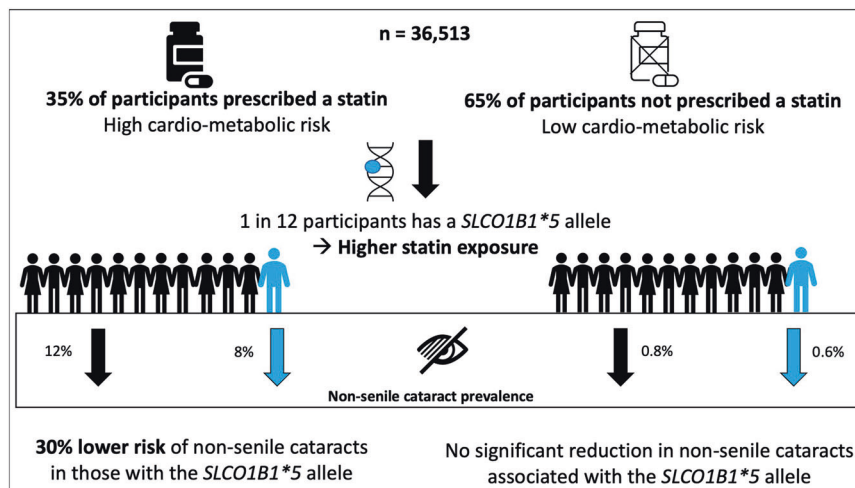 n = 36,513
35% of participants prescribed a statin
High cardio-metabolic risk
65% of participants not prescribed a statin
Low cardio-metabolic risk
1 in 12 participants has a SLCO1B1*5 allele
→ Higher statin exposure
12%
8%
0.8%
0.6%
Non-senile cataract prevalence
30% lower risk of non-senile cataracts
in those with the SLCO1B1*5 allele
No significant reduction in non-senile cataracts
associated with the SLCO1B1*5 allele